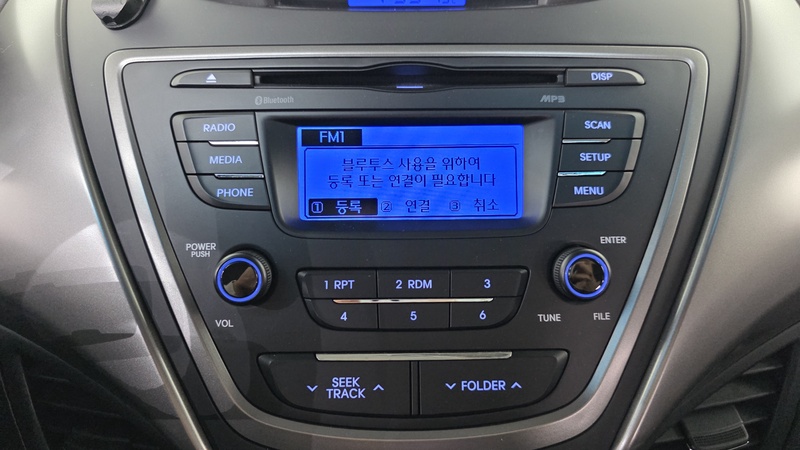 DISP
Bluetooth
MP3
RADIO
MEDIA
PHONE
FM1
블루투스 사용을 위하여
등록 또는 연결이 필요합니다
① 등록 ② 연결 ③ 취소
SCAN
SETUP
MENU
POWER
PUSH
VOL
1 RPT
2 RDM
3
4
5
6
ENTER
TUNE
FILE
SEEK
TRACK
FOLDER